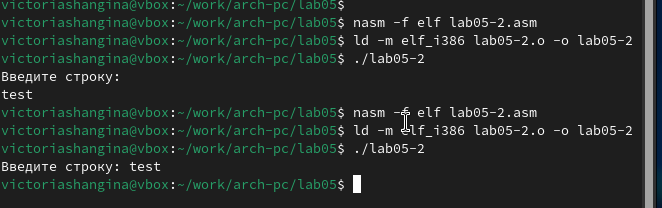 victoriashangina@vbox:~/work/arch-pc/lab05$
victoriashangina@vbox:~/work/arch-pc/lab05$ nasm -f elf lab05-2.asm
victoriashangina@vbox:~/work/arch-pc/lab05$ ld -m elf_i386 lab05-2.o -o lab05-2
victoriashangina@vbox:~/work/arch-pc/lab05$ ./lab05-2
Введите строку:
test
victoriashangina@vbox:~/work/arch-pc/lab05$ nasm -f elf lab05-2.asm
victoriashangina@vbox:~/work/arch-pc/lab05$ ld -m elf_i386 lab05-2.o -o lab05-2
victoriashangina@vbox:~/work/arch-pc/lab05$ ./lab05-2
Введите строку: test
victoriashangina@vbox:~/work/arch-pc/lab05$